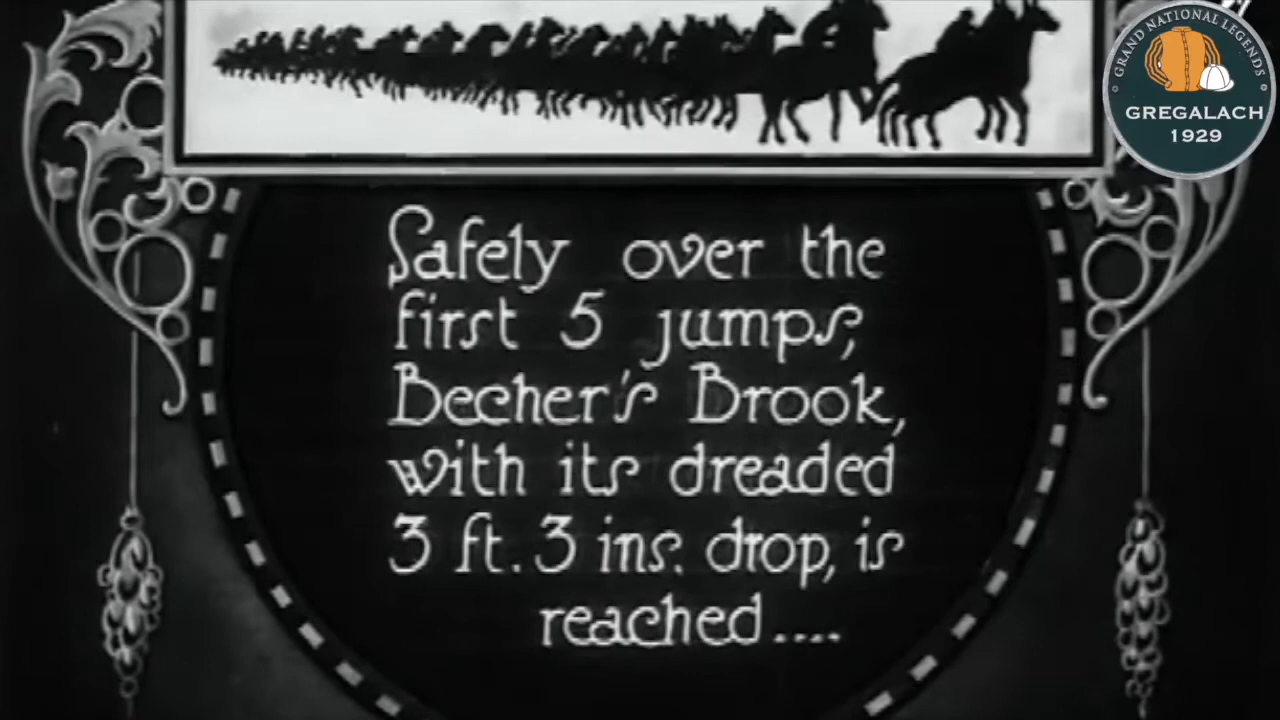 GRAND NATIONAL LEGENDS
GREGALACH
1929
Safely over the
first 5 jumps,
Becher's Brook,
with its dreaded
3 ft. 3 ins. drop, is
reached....